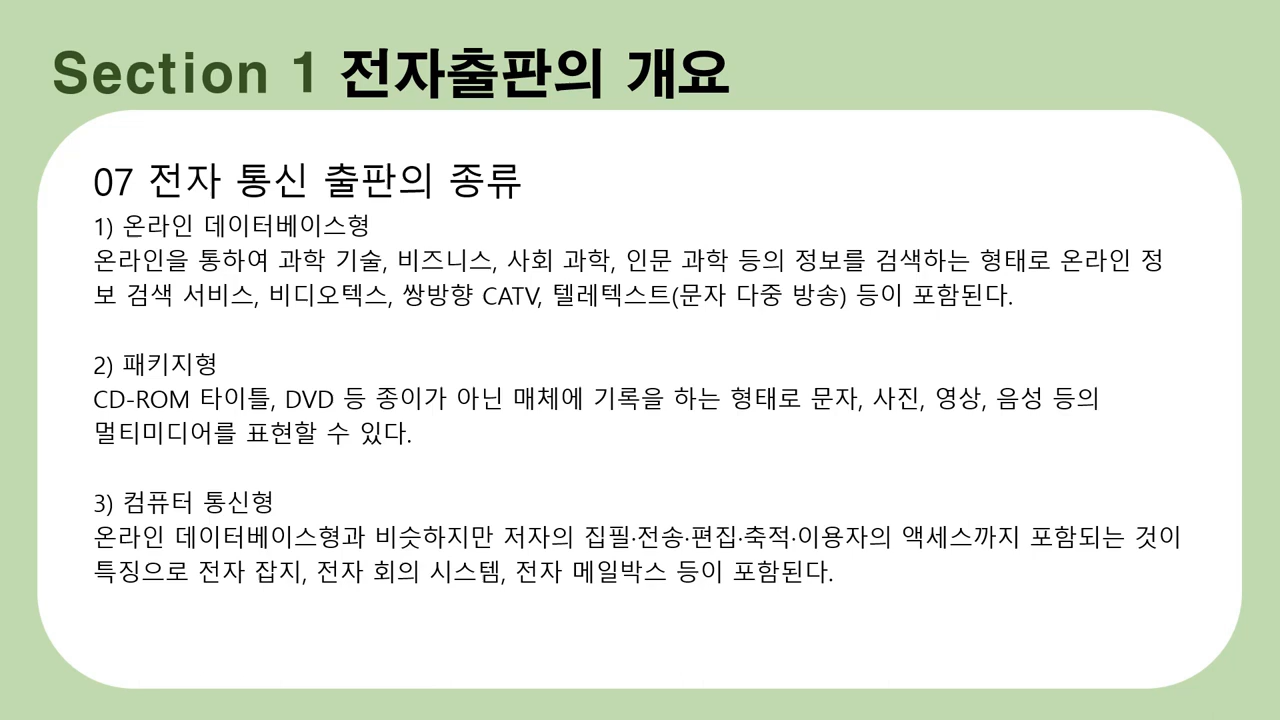 Section 1 전자출판의 개요
07 전자 통신 출판의 종류
1) 온라인 데이터베이스형
온라인을 통하여 과학 기술, 비즈니스, 사회 과학, 인문 과학 등의 정보를 검색하는 형태로 온라인 정
보 검색 서비스, 비디오텍스, 쌍방향 CATV, 텔레텍스트(문자 다중 방송) 등이 포함된다.
2) 패키지형
CD-ROM 타이틀, DVD 등 종이가 아닌 매체에 기록을 하는 형태로 문자, 사진, 영상, 음성 등의
멀티미디어를 표현할 수 있다.
3) 컴퓨터 통신형
온라인 데이터베이스형과 비슷하지만 저자의 집필·전송·편집·축적·이용자의 액세스까지 포함되는 것이
특징으로 전자 잡지, 전자 회의 시스템, 전자 메일박스 등이 포함된다.